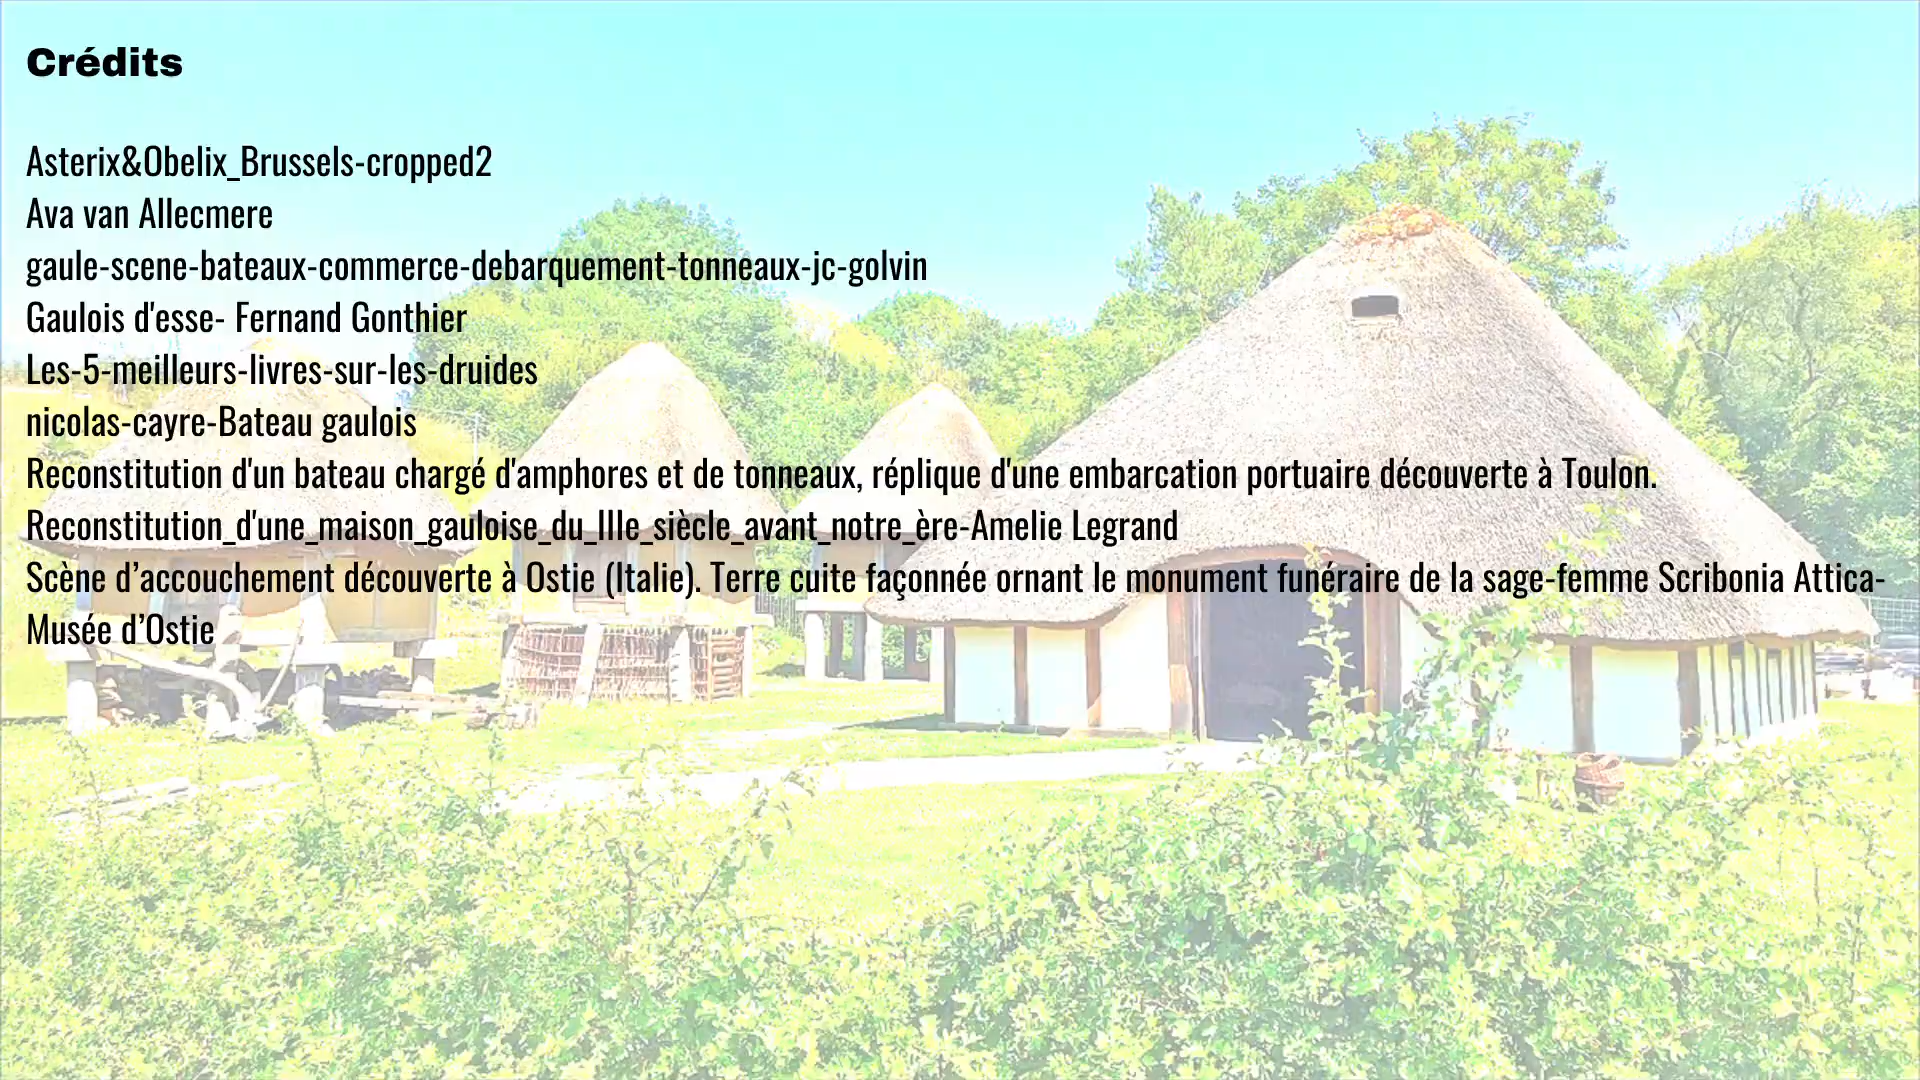 Crédits
Asterix&Obelix_Brussels-cropped2
Ava van Allecmere
gaule-scene-bateaux-commerce-debarquement-tonneaux-jc-golvin
Gaulois d'esse- Fernand Gonthier
Les-5-meilleurs-livres-sur-les-druides
nicolas-cayre-Bateau gaulois
Reconstitution d'un bateau chargé d'amphores et de tonneaux, réplique d'une embarcation portuaire découverte à Toulon.
Reconstitution_d'une_maison_gauloise_du_IIIe_siècle_avant_notre_ère-Amelie Legrand
Scène d’accouchement découverte à Ostie (Italie). Terre cuite façonnée ornant le monument funéraire de la sage-femme Scribonia Attica-
Musée d’Ostie